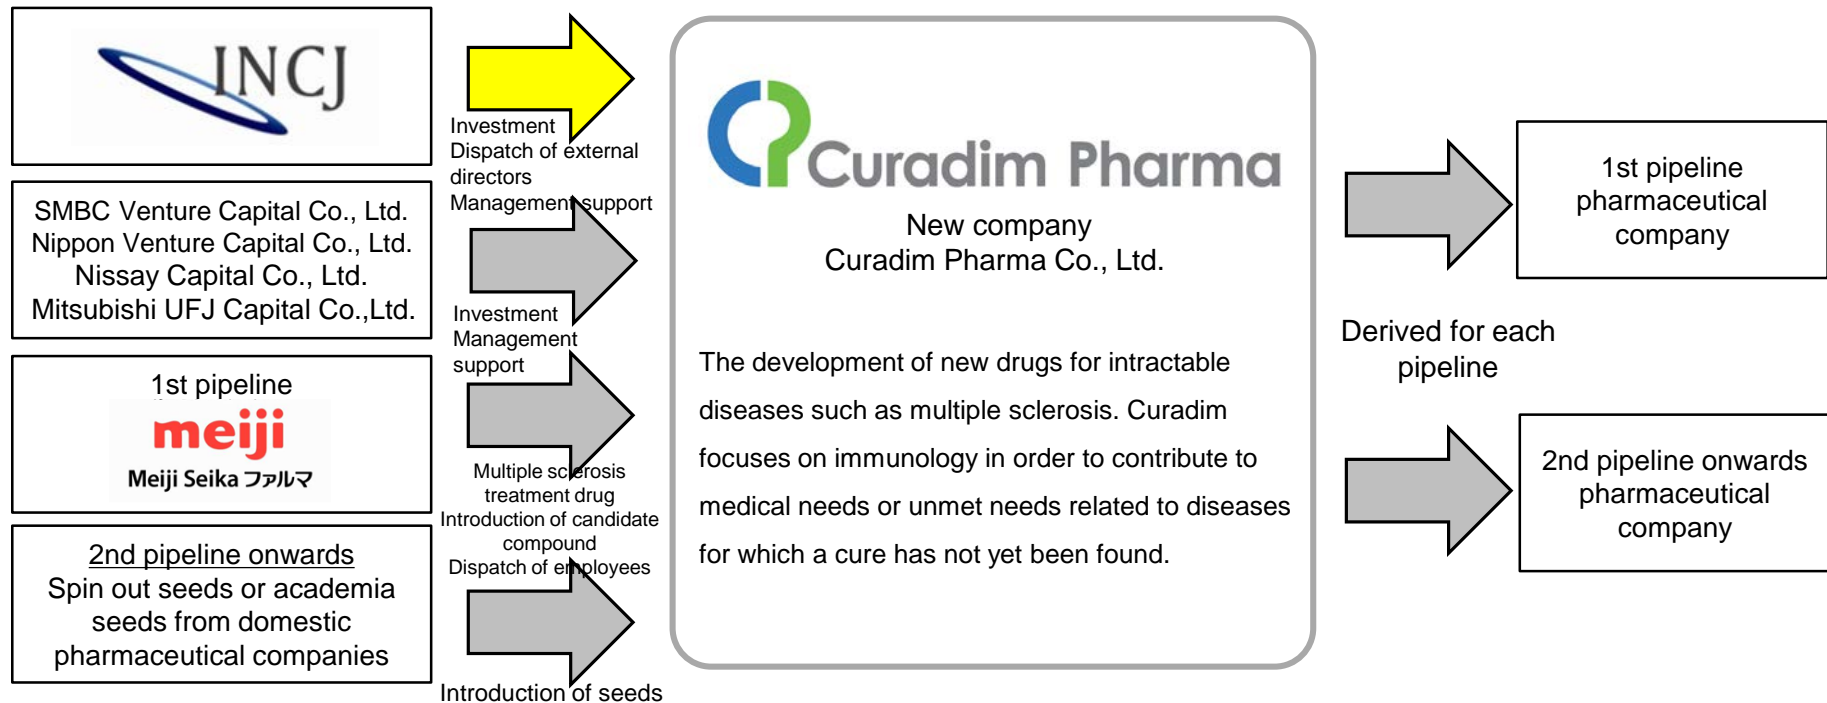 INCJ
Investment
Dispatch of external
directors
Management support
SMBC Venture Capital Co., Ltd.
Nippon Venture Capital Co., Ltd.
Nissay Capital Co., Ltd.
Mitsubishi UFJ Capital Co.,Ltd.
Investment
Management
support
1st pipeline
meiji
Meiji Seika ファルマ
Multiple sclerosis
treatment drug
Introduction of candidate
compound
Dispatch of employees
2nd pipeline onwards
Spin out seeds or academia
seeds from domestic
pharmaceutical companies
Introduction of seeds
Curadim Pharma
New company
Curadim Pharma Co., Ltd.
The development of new drugs for intractable
diseases such as multiple sclerosis. Curadim
focuses on immunology in order to contribute to
medical needs or unmet needs related to diseases
for which a cure has not yet been found.
1st pipeline
pharmaceutical
company
Derived for each
pipeline
2nd pipeline onwards
pharmaceutical
company